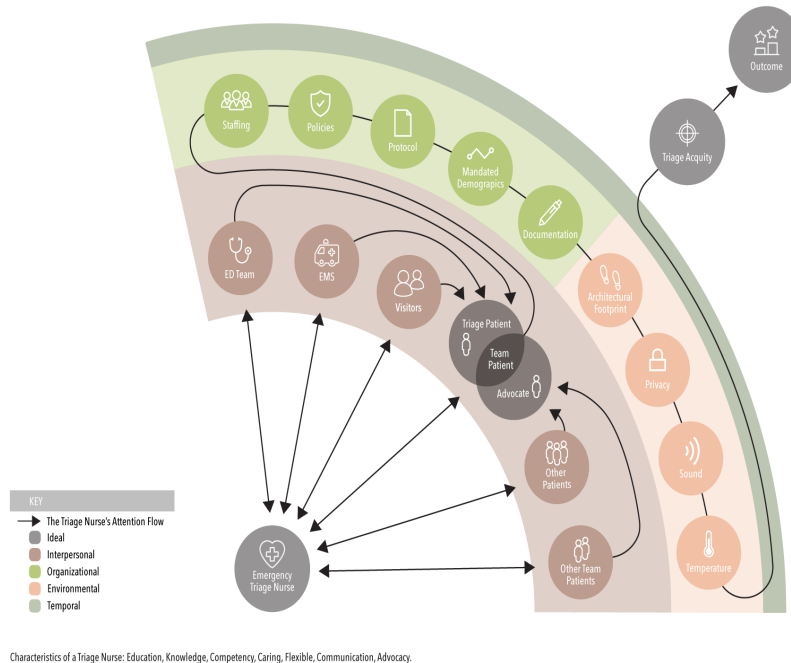 Outcome
Triage Acquity
Staffing
Policies
Protocol
Mandated
Demograpics
Documentation
ED Team
EMS
Visitors
Architectural
Footprint
Triage Patient
Team
Patient
Advocate
Privacy
Other
Patients
Sound
Emergency
Triage Nurse
Other Team
Patients
Temperature
KEY
The Triage Nurse's Attention Flow
Ideal
Interpersonal
Organizational
Environmental
Temporal
Characteristics of a Triage Nurse: Education, Knowledge, Competency, Caring, Flexible, Communication, Advocacy.